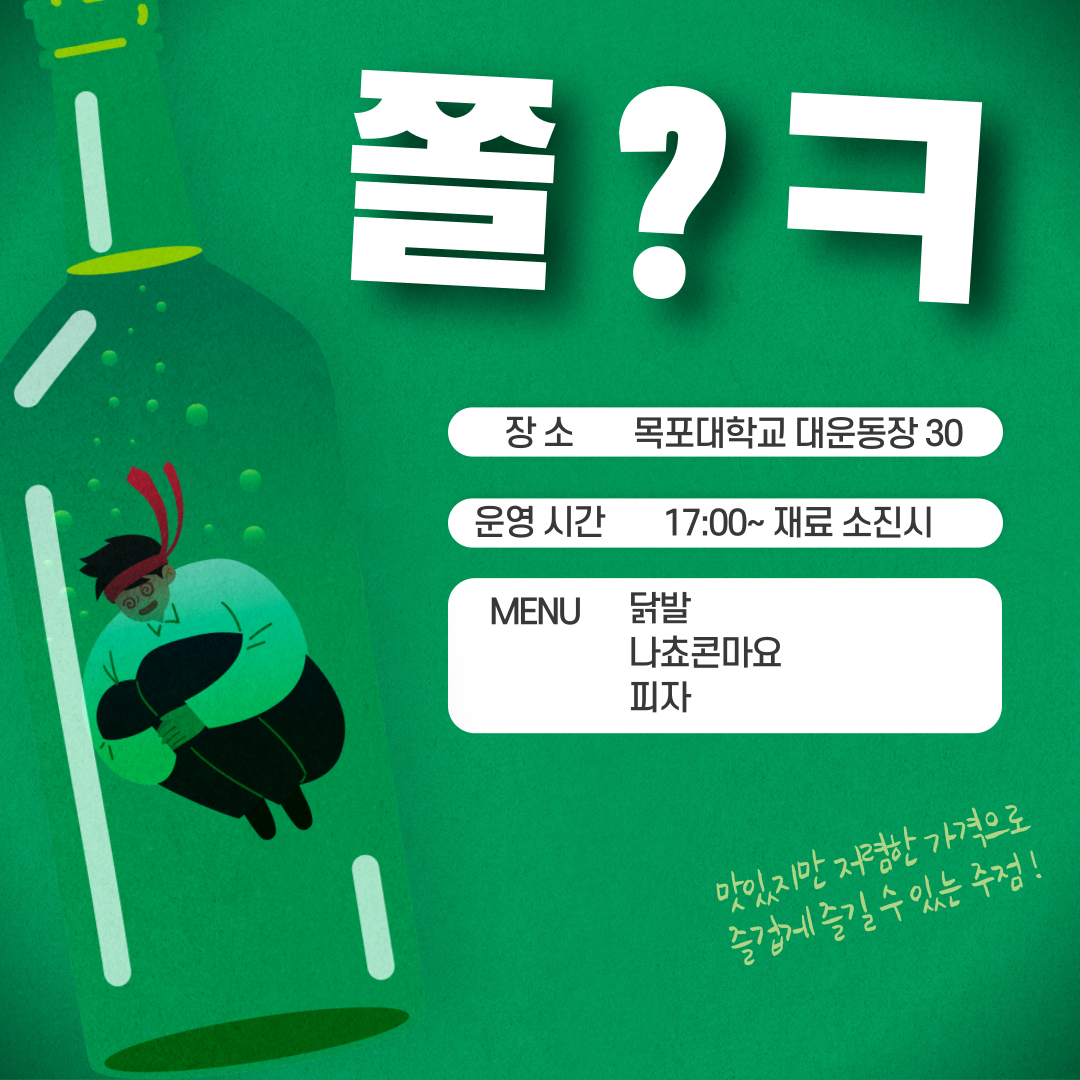 쫄?ㅋ
장 소 목포대학교 대운동장 30
운영 시간 17:00~ 재료 소진시
MENU 닭발
나쵸콘마요
피자
맛있지만 저렴한 가격으로
즐겁게 즐길 수 있는 주점!